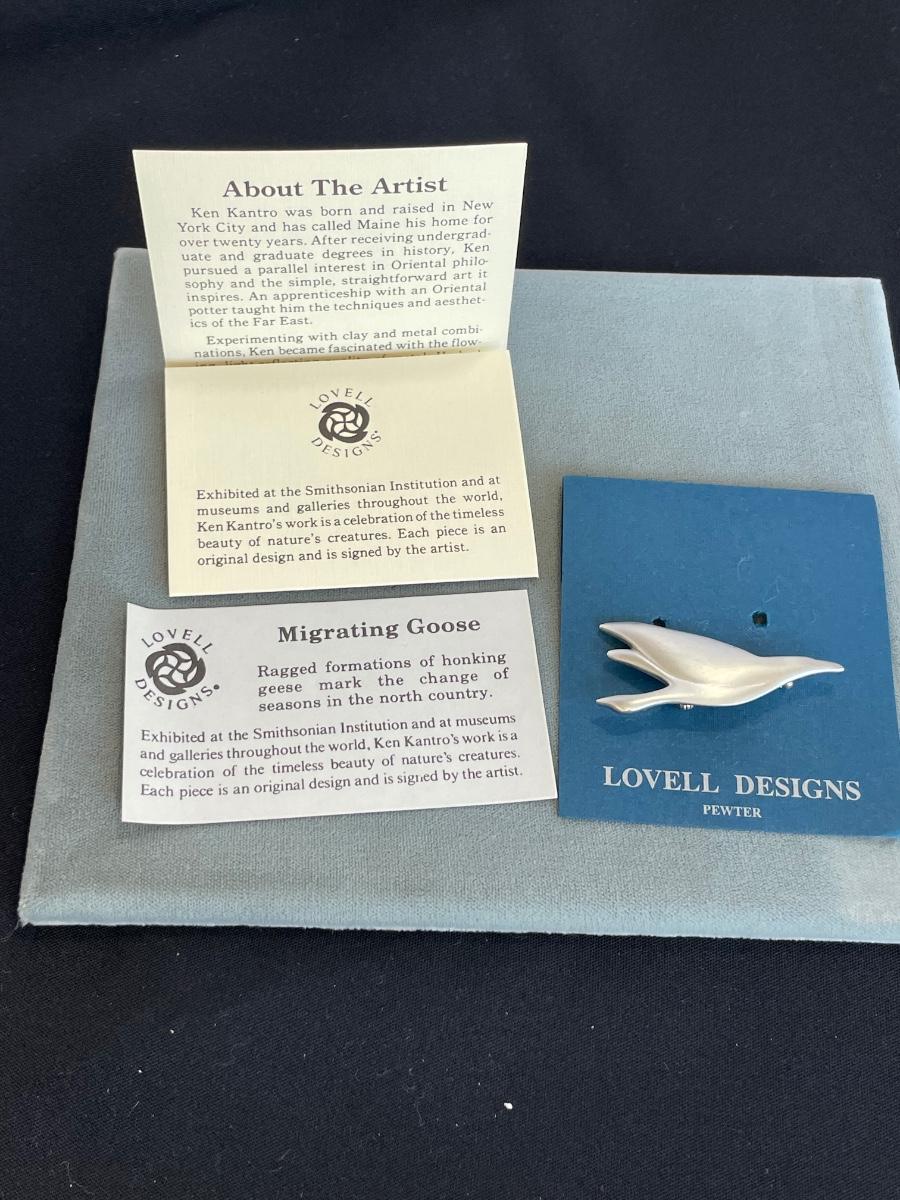 About The Artist
Ken Kantro was born and raised in New
York City and has called Maine his home for
over twenty years. After receiving undergrad-
uate and graduate degrees in history, Ken
pursued a parallel interest in Oriental philo-
sophy and the simple, straightforward art it
inspires. An apprenticeship with an Oriental
potter taught him the techniques and aesthet-
ics of the Far East.
Experimenting with clay and metal combi-
nations, Ken became fascinated with the flow-
LOVELL
DESIGNS
Exhibited at the Smithsonian Institution and at
museums and galleries throughout the world,
Ken Kantro's work is a celebration of the timeless
beauty of nature's creatures. Each piece is an
original design and is signed by the artist.
LOVELL
DESIGNS
Migrating Goose
Ragged formations of honking
geese mark the change of
seasons in the north country.
Exhibited at the Smithsonian Institution and at museums
and galleries throughout the world, Ken Kantro's work is a
celebration of the timeless beauty of nature's creatures.
Each piece is an original design and is signed by the artist.
LOVELL DESIGNS
PEWTER